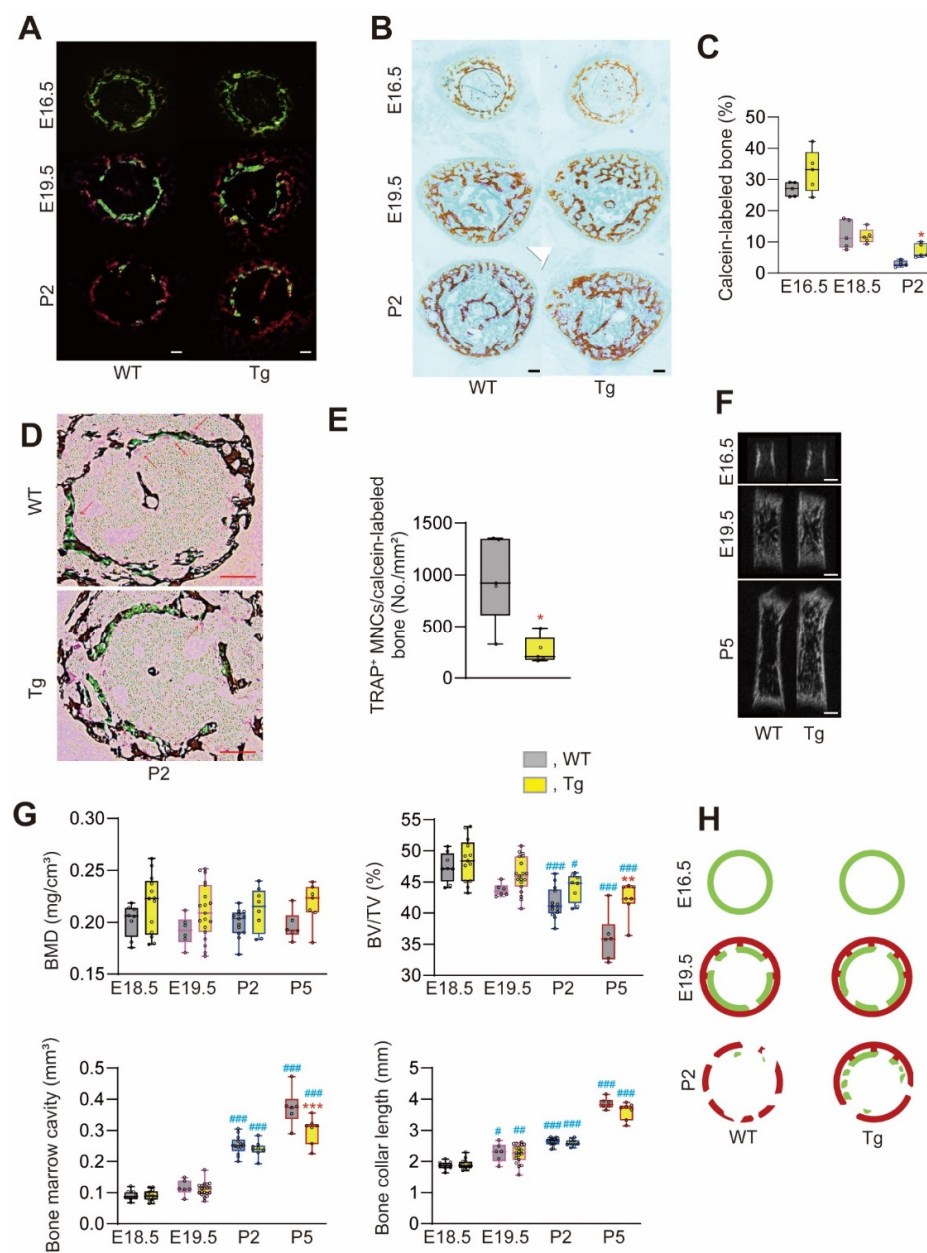 A
E16.5
E19.5
P2
WT
Tg
B
E16.5
E19.5
P2
WT
Tg
C
Calcein-labeled bone (%)
50
40
30
20
10
0
*
E16.5
E18.5
P2
D
WT
Tg
P2
E
TRAP⁺ MNCs/calcein-labeled
bone (No./mm²)
1500
1000
500
0
*
F
E16.5
E19.5
P5
WT
Tg
, WT
, Tg
G
BMD (mg/cm³)
0.30
0.25
0.20
0.15
E18.5
E19.5
P2
P5
BV/TV (%)
55
50
45
40
35
30
###
#
###
###
**
E18.5
E19.5
P2
P5
Bone marrow cavity (mm³)
0.5
0.4
0.3
0.2
0.1
0.0
###
###
###
###
***
E18.5
E19.5
P2
P5
Bone collar length (mm)
5
4
3
2
1
0
#
##
###
###
###
###
E18.5
E19.5
P2
P5
H
E16.5
E19.5
P2
WT
Tg